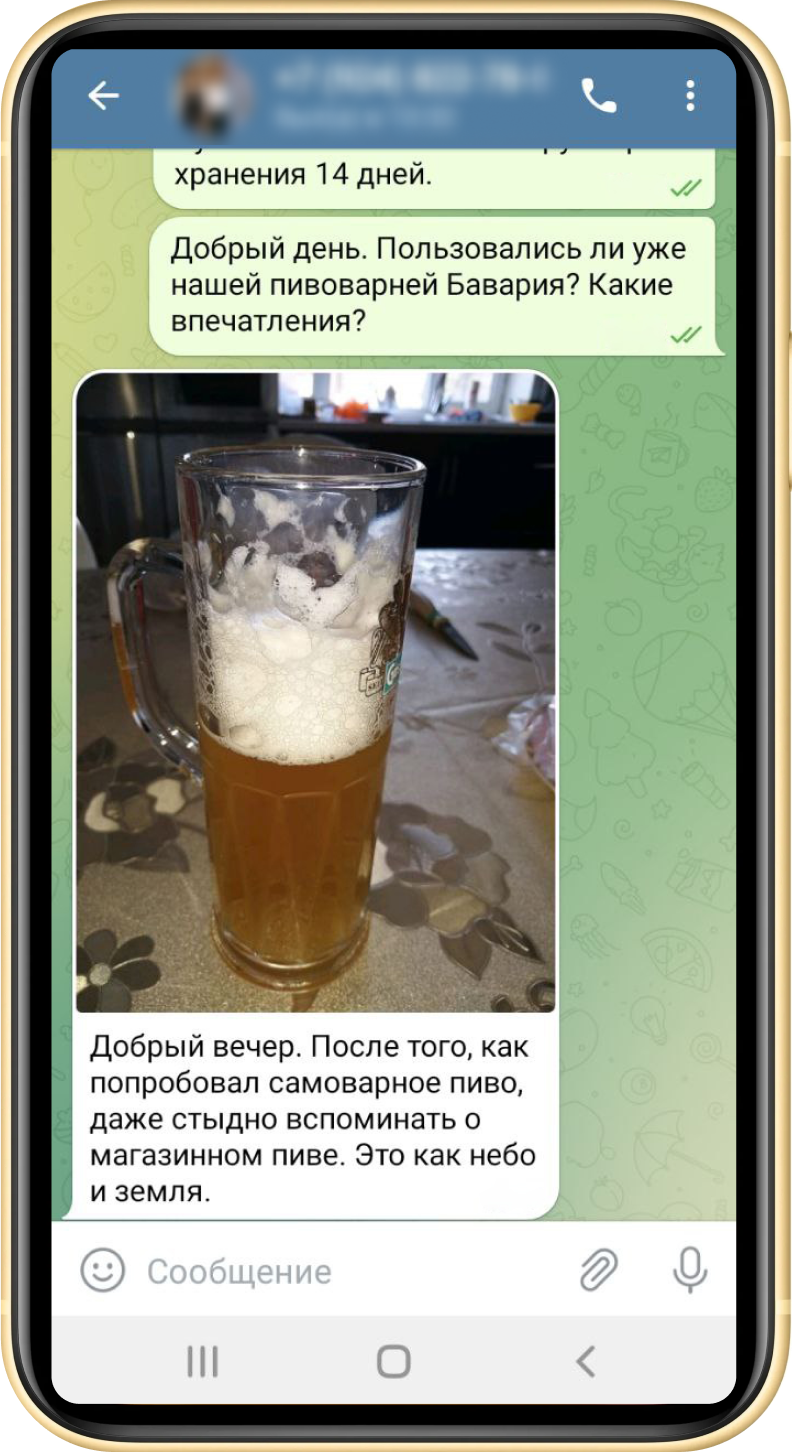 хранения 14 дней.
Добрый день. Пользовались ли уже
нашей пивоварней Бавария? Какие
впечатления?
Добрый вечер. После того, как
попробовал самоварное пиво,
даже стыдно вспоминать о
магазинном пиве. Это как небо
и земля.
Сообщение